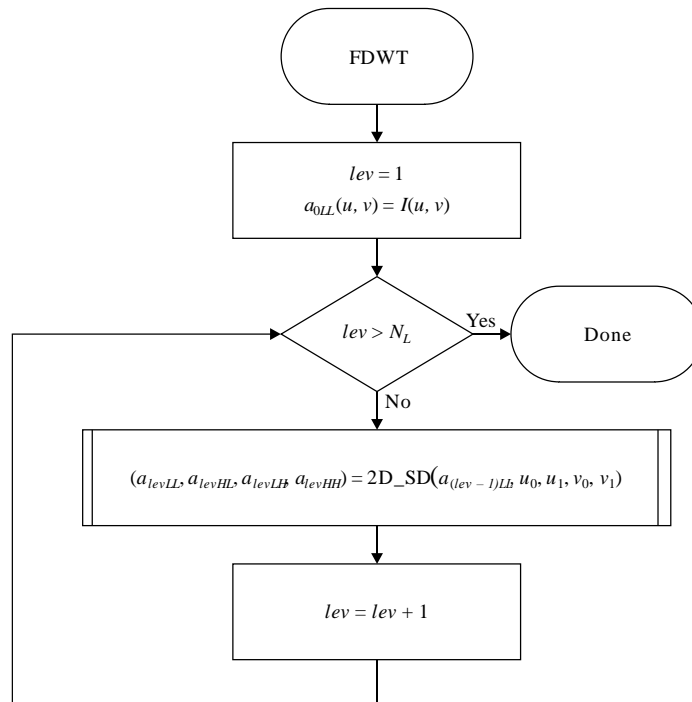 FDWT
lev = 1
a0LL(u, v) = I(u, v)
lev > NL
Yes
Done
No
(alevLL, alevHL, alevLH, alevHH) = 2D_SD(a(lev – 1)LL, u0, u1, v0, v1)
lev = lev + 1